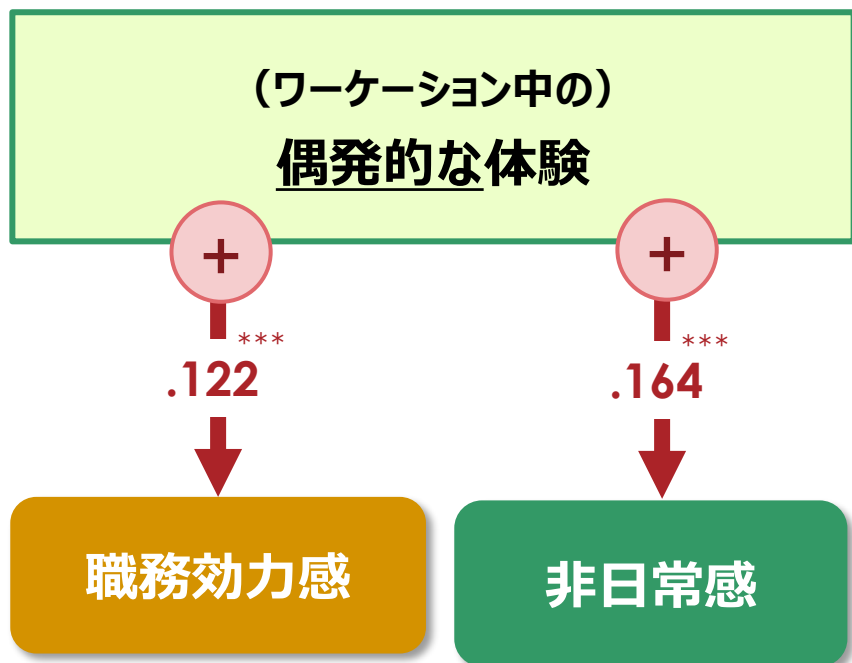 （ワーケーション中の）
偶発的な体験
+ +
*** ***
.122 .164
職務効力感 非日常感